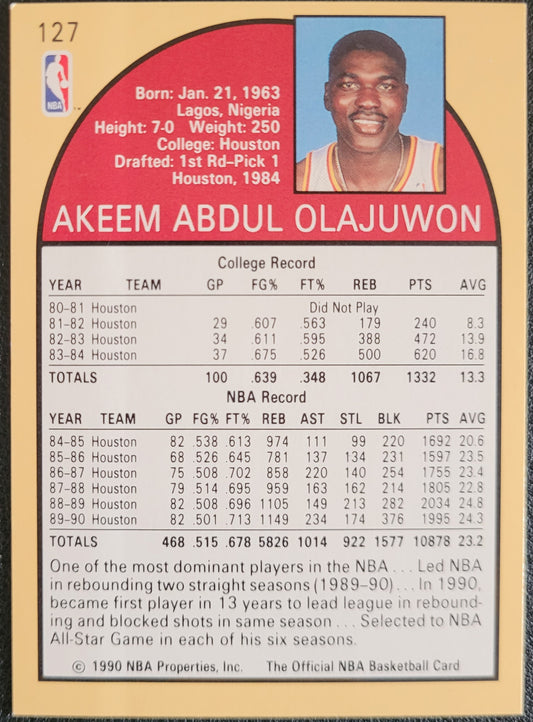 127
NBA
Born: Jan. 21, 1963
Lagos, Nigeria
Height: 7-0 Weight: 250
College: Houston
Drafted: 1st Rd–Pick 1
Houston, 1984
AKEEM ABDUL OLAJUWON
College Record
YEAR TEAM GP FG% FT% REB PTS AVG
80–81 Houston Did Not Play
81–82 Houston 29 .607 .563 179 240 8.3
82–83 Houston 34 .611 .595 388 472 13.9
83–84 Houston 37 .675 .526 500 620 16.8
TOTALS 100 .639 .348 1067 1332 13.3
NBA Record
YEAR TEAM GP FG% FT% REB AST STL BLK PTS AVG
84–85 Houston 82 .538 .613 974 111 99 220 1692 20.6
85–86 Houston 68 .526 .645 781 137 134 231 1597 23.5
86–87 Houston 75 .508 .702 858 220 140 254 1755 23.4
87–88 Houston 79 .514 .695 959 163 162 214 1805 22.8
88–89 Houston 82 .508 .696 1105 149 213 282 2034 24.8
89–90 Houston 82 .501 .713 1149 234 174 376 1995 24.3
TOTALS 468 .515 .678 5826 1014 922 1577 10878 23.2
One of the most dominant players in the NBA ... Led NBA
in rebounding two straight seasons (1989–90) ... In 1990,
became first player in 13 years to lead league in rebound-
ing and blocked shots in same season ... Selected to NBA
All-Star Game in each of his six seasons.
© 1990 NBA Properties, Inc. The Official NBA Basketball Card